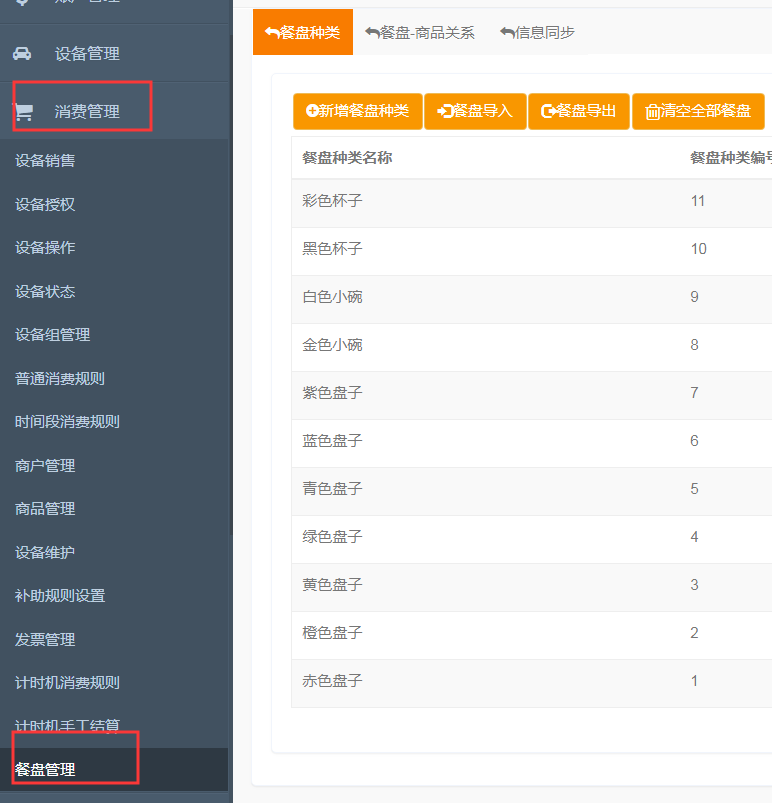 设备管理
消费管理
设备销售
设备授权
设备操作
设备状态
设备组管理
普通消费规则
时间段消费规则
商户管理
商品管理
设备维护
补助规则设置
发票管理
计时机消费规则
计时机手工结算
餐盘管理
餐盘种类 餐盘-商品关系 信息同步
新增餐盘种类 餐盘导入 餐盘导出 清空全部餐盘
餐盘种类名称 餐盘种类编号
彩色杯子 11
黑色杯子 10
白色小碗 9
金色小碗 8
紫色盘子 7
蓝色盘子 6
青色盘子 5
绿色盘子 4
黄色盘子 3
橙色盘子 2
赤色盘子 1